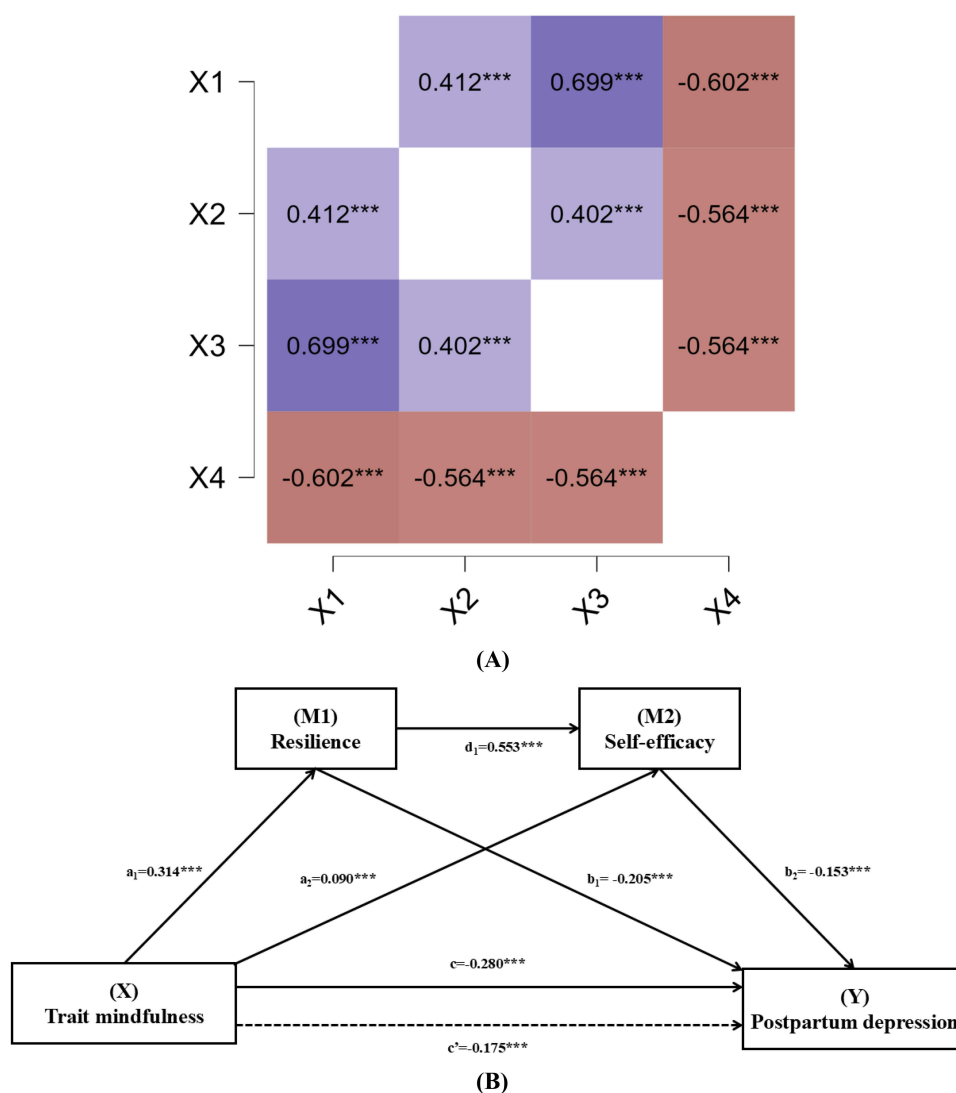 X1 0.412*** 0.699*** -0.602***
X2 0.412*** 0.402*** -0.564***
X3 0.699*** 0.402*** -0.564***
X4 -0.602*** -0.564*** -0.564***
X1 X2 X3 X4
(A)
(M1)
Resilience
d₁=0.553***
(M2)
Self-efficacy
a₁=0.314***
a₂=0.090***
b₁= -0.205***
b₂= -0.153***
(X)
Trait mindfulness
c=-0.280***
c’=-0.175***
(Y)
Postpartum depression
(B)